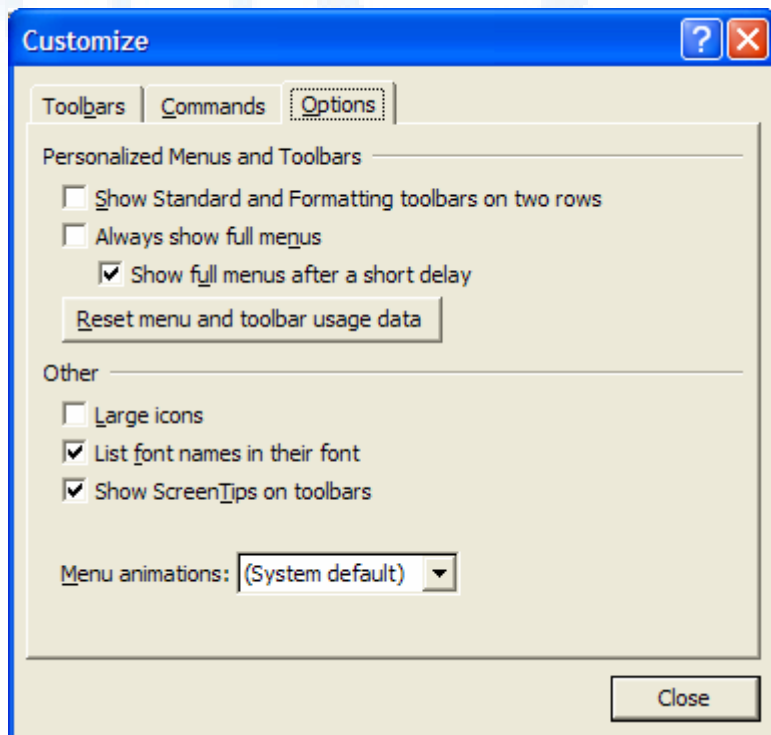 Customize
Toolbars Commands Options
Personalized Menus and Toolbars
Show Standard and Formatting toolbars on two rows
Always show full menus
Show full menus after a short delay
Reset menu and toolbar usage data
Other
Large icons
List font names in their font
Show ScreenTips on toolbars
Menu animations: (System default)
Close